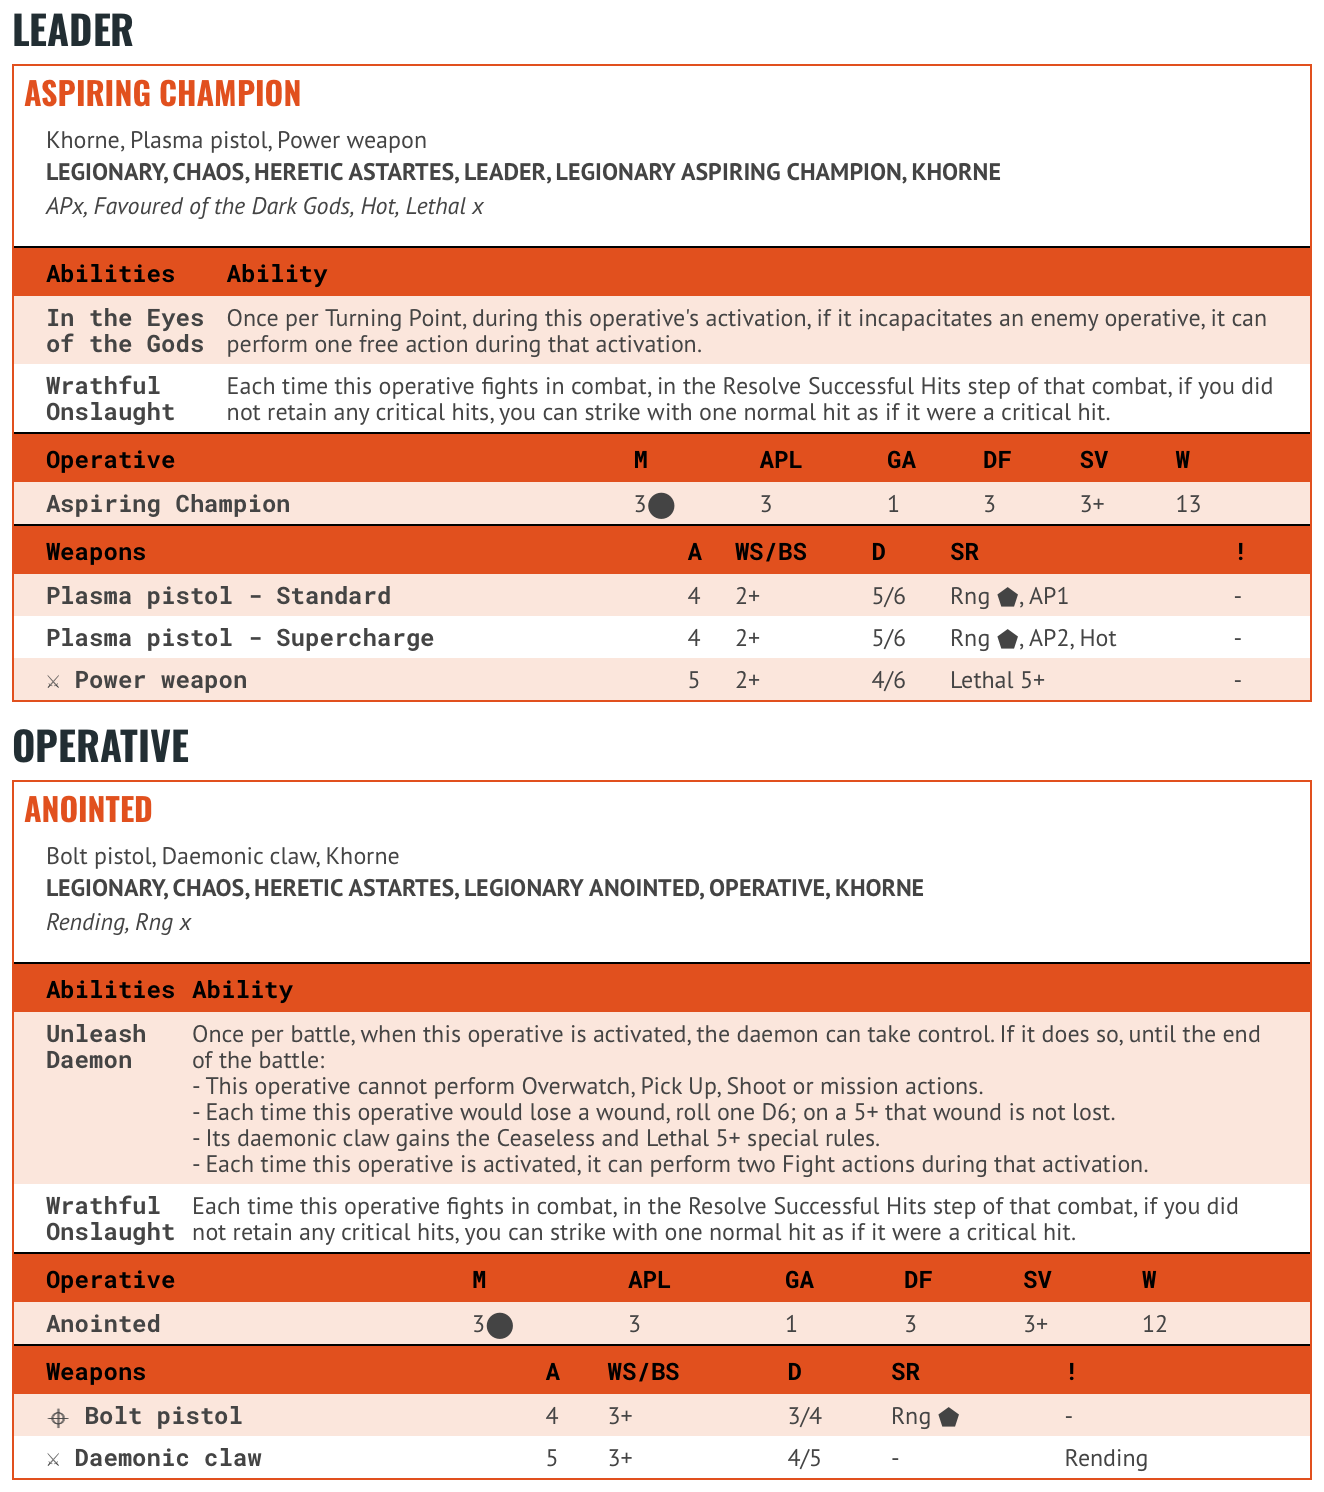 LEADER
ASPIRING CHAMPION
Khorne, Plasma pistol, Power weapon
LEGIONARY, CHAOS, HERETIC ASTARTES, LEADER, LEGIONARY ASPIRING CHAMPION, KHORNE
APx, Favoured of the Dark Gods, Hot, Lethal x
Abilities Ability
In the Eyes of the Gods Once per Turning Point, during this operative's activation, if it incapacitates an enemy operative, it can
perform one free action during that activation.
Wrathful Onslaught Each time this operative fights in combat, in the Resolve Successful Hits step of that combat, if you did
not retain any critical hits, you can strike with one normal hit as if it were a critical hit.
Operative M APL GA DF SV W
Aspiring Champion 3⬤ 3 1 3 3+ 13
Weapons A WS/BS D SR !
Plasma pistol - Standard 4 2+ 5/6 Rng ⬟, AP1 -
Plasma pistol - Supercharge 4 2+ 5/6 Rng ⬟, AP2, Hot -
⚔ Power weapon 5 2+ 4/6 Lethal 5+ -
OPERATIVE
ANOINTED
Bolt pistol, Daemonic claw, Khorne
LEGIONARY, CHAOS, HERETIC ASTARTES, LEGIONARY ANOINTED, OPERATIVE, KHORNE
Rending, Rng x
Abilities Ability
Unleash Daemon Once per battle, when this operative is activated, the daemon can take control. If it does so, until the end
of the battle:
- This operative cannot perform Overwatch, Pick Up, Shoot or mission actions.
- Each time this operative would lose a wound, roll one D6; on a 5+ that wound is not lost.
- Its daemonic claw gains the Ceaseless and Lethal 5+ special rules.
- Each time this operative is activated, it can perform two Fight actions during that activation.
Wrathful Onslaught Each time this operative fights in combat, in the Resolve Successful Hits step of that combat, if you did
not retain any critical hits, you can strike with one normal hit as if it were a critical hit.
Operative M APL GA DF SV W
Anointed 3⬤ 3 1 3 3+ 12
Weapons A WS/BS D SR !
⌖ Bolt pistol 4 3+ 3/4 Rng ⬟ -
⚔ Daemonic claw 5 3+ 4/5 - Rending